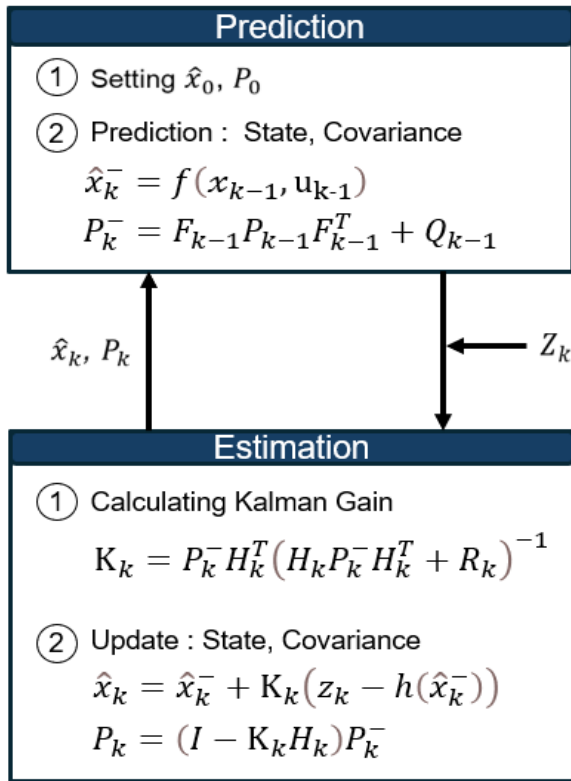 Prediction
① Setting x̂₀, P₀
② Prediction : State, Covariance
x̂ₖ⁻ = f(xₖ₋₁, uₖ₋₁)
Pₖ⁻ = Fₖ₋₁Pₖ₋₁Fᵀₖ₋₁ + Qₖ₋₁
x̂ₖ, Pₖ
Zₖ
Estimation
① Calculating Kalman Gain
Kₖ = Pₖ⁻Hₖᵀ(HₖPₖ⁻Hₖᵀ + Rₖ)⁻¹
② Update : State, Covariance
x̂ₖ = x̂ₖ⁻ + Kₖ(zₖ − h(x̂ₖ⁻))
Pₖ = (I − KₖHₖ)Pₖ⁻